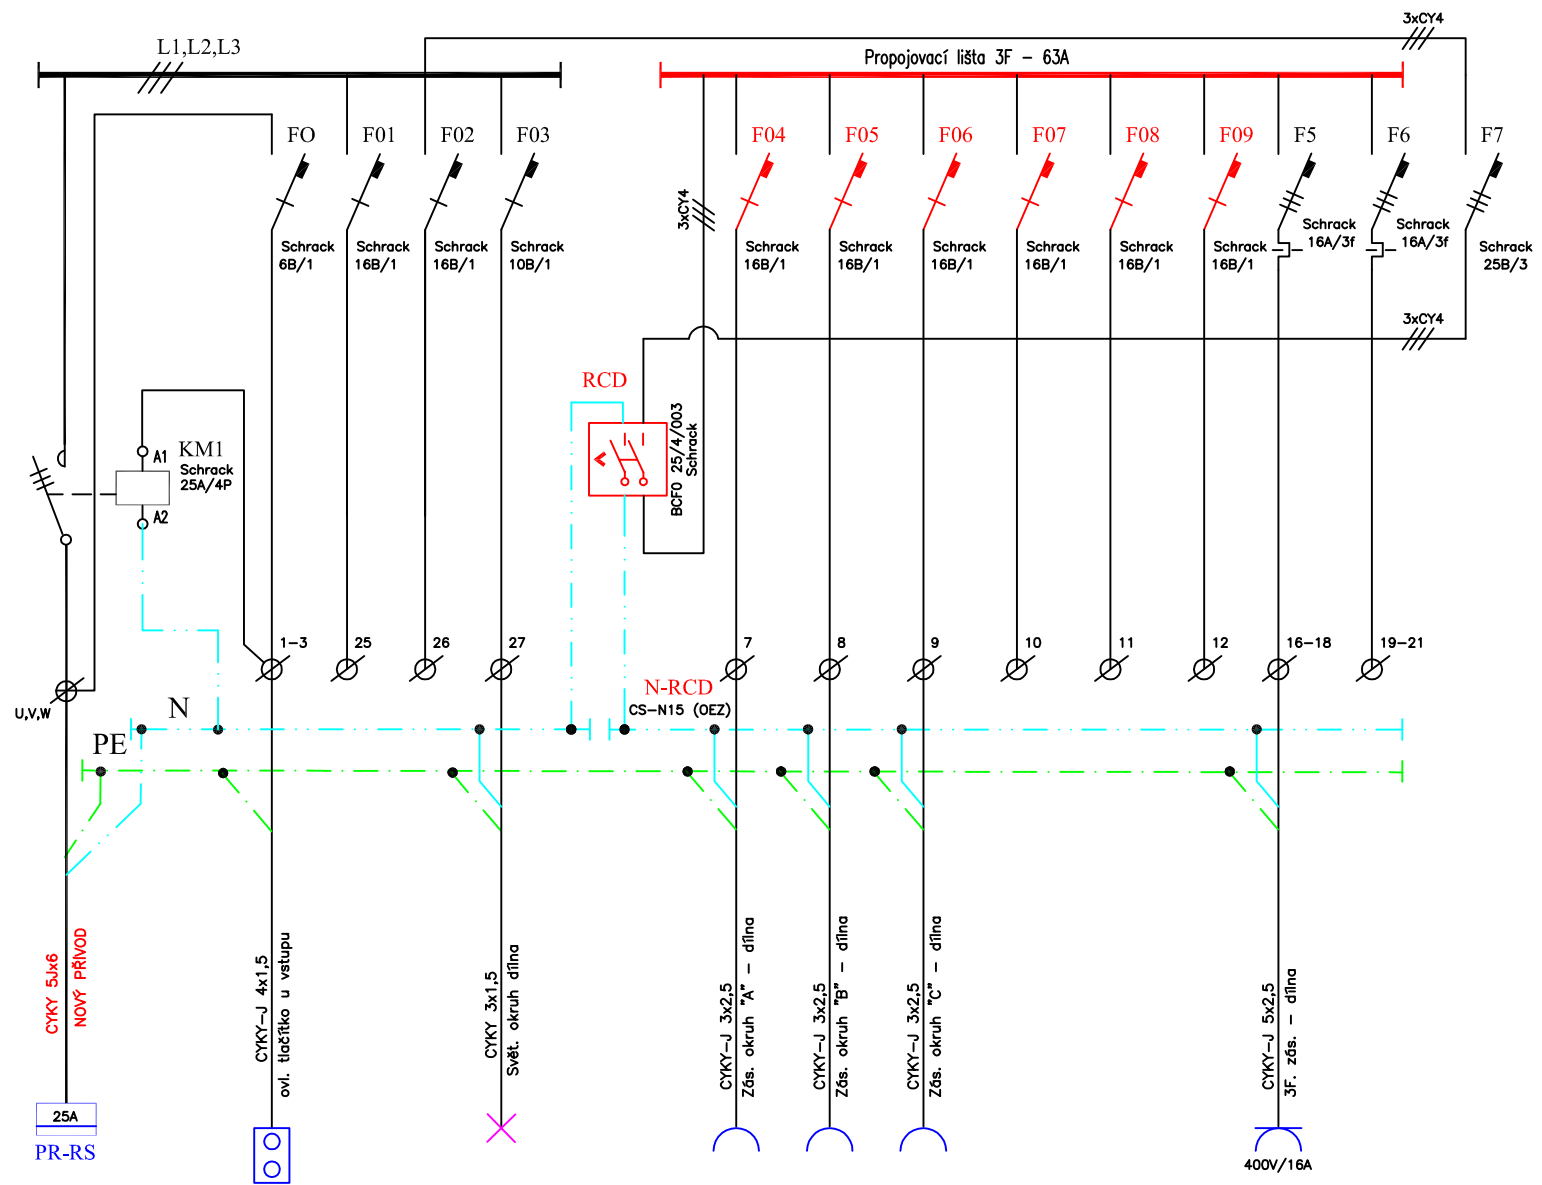 3xCY4
L1,L2,L3
Propojovací lišta 3F - 63A
FO
F01
F02
F03
F04
F05
F06
F07
F08
F09
F5
F6
F7
3xCY4
Schrack
6B/1
Schrack
16B/1
Schrack
16B/1
Schrack
10B/1
Schrack
16B/1
Schrack
16B/1
Schrack
16B/1
Schrack
16B/1
Schrack
16B/1
Schrack
16B/1
Schrack
16A/3f
Schrack
16A/3f
Schrack
25B/3
3xCY4
RCD
BCF0 25/4/003
Schrack
KM1
A1
Schrack
25A/4P
A2
1-3
25
26
27
7
8
9
10
11
12
16-18
19-21
U,V,W
N
N-RCD
CS-N15 (OEZ)
PE
CYKY 5Jx6
NOVÝ PŘÍVOD
CYKY-J 4x1,5
ovl. tlačítko u vstupu
CYKY 3x1,5
Svět. okruh dílna
CYKY-J 3x2,5
Zás. okruh "A" - dílna
CYKY-J 3x2,5
Zás. okruh "B" - dílna
CYKY-J 3x2,5
Zás. okruh "C" - dílna
CYKY-J 5x2,5
3F. zás. - dílna
25A
PR-RS
400V/16A